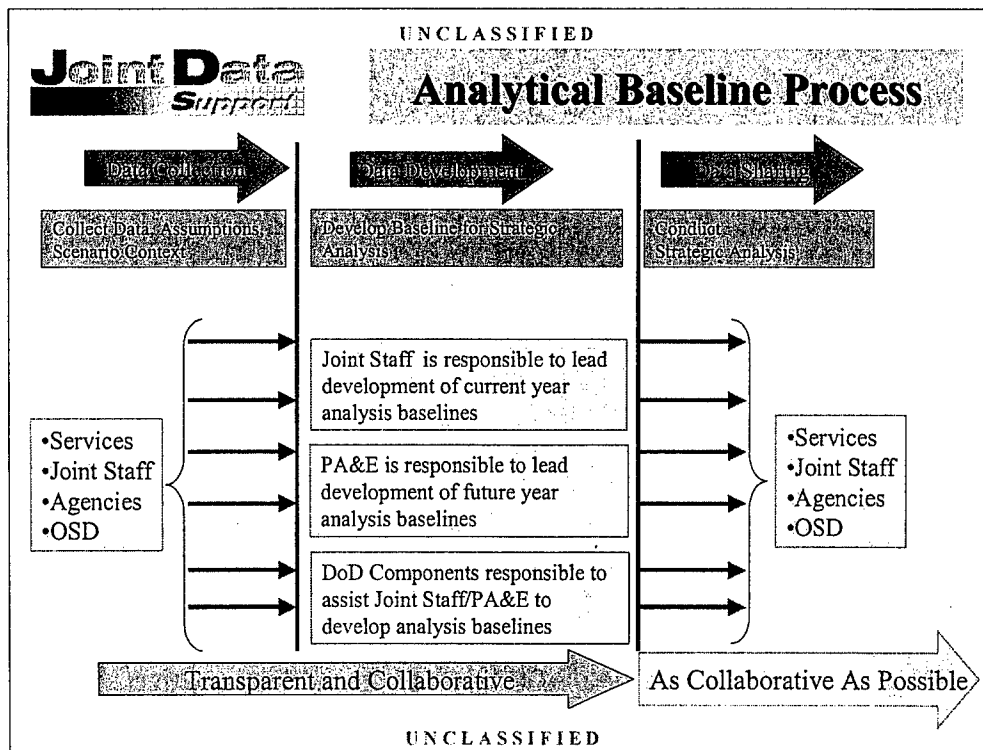 UNCLASSIFIED
Joint Data
Support
Analytical Baseline Process
Data Collection
Data Development
Data Sharing
Collect Data, Assumptions,
Scenario Context
Develop Baseline for Strategic
Analysis
Conduct
Strategic Analysis
•Services
•Joint Staff
•Agencies
•OSD
Joint Staff is responsible to lead
development of current year
analysis baselines
PA&E is responsible to lead
development of future year
analysis baselines
DoD Components responsible to
assist Joint Staff/PA&E to
develop analysis baselines
•Services
•Joint Staff
•Agencies
•OSD
Transparent and Collaborative
As Collaborative As Possible
UNCLASSIFIED